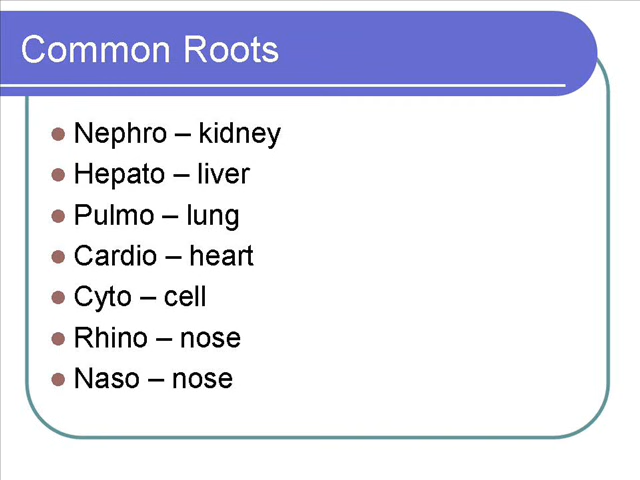 Common Roots
Nephro – kidney
Hepato – liver
Pulmo – lung
Cardio – heart
Cyto – cell
Rhino – nose
Naso – nose